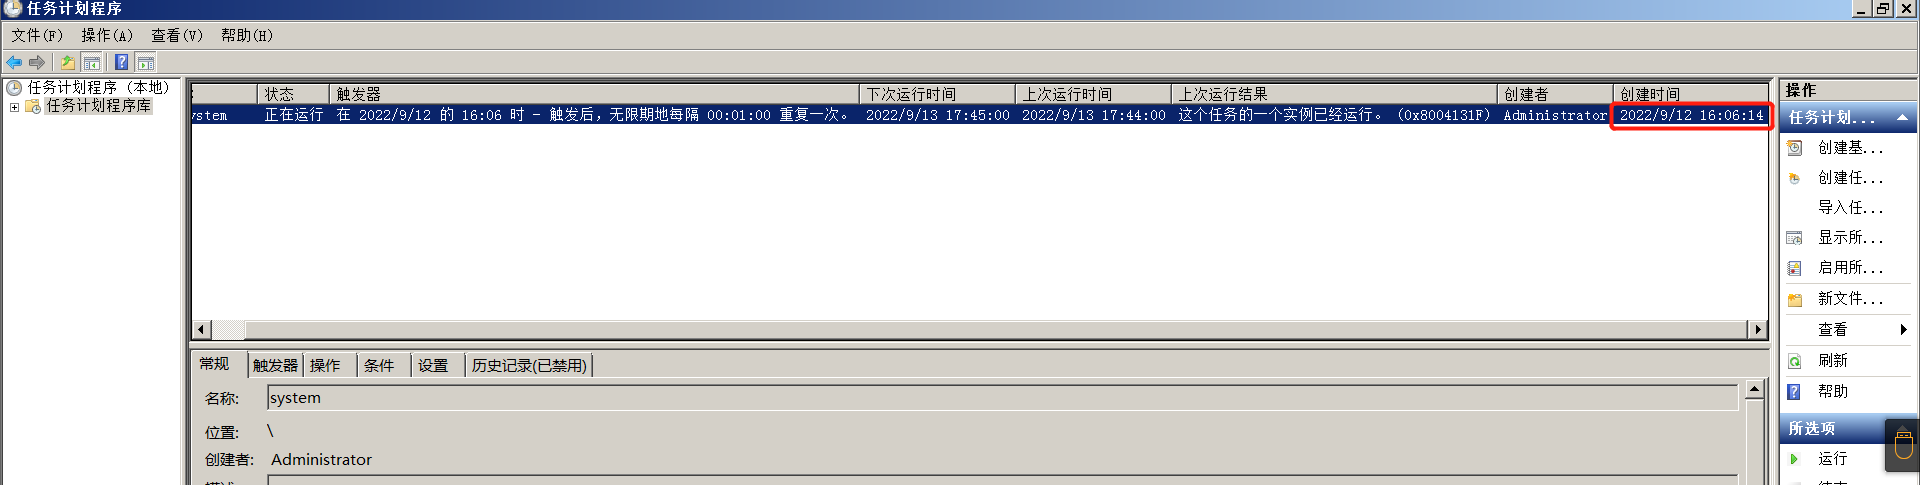 任务计划程序
文件(F) 操作(A) 查看(V) 帮助(H)
任务计划程序 (本地)
任务计划程序库
状态 触发器 下次运行时间 上次运行时间 上次运行结果 创建者 创建时间
ystem 正在运行 在 2022/9/12 的 16:06 时 - 触发后，无限期地每隔 00:01:00 重复一次。 2022/9/13 17:45:00 2022/9/13 17:44:00 这个任务的一个实例已经运行。 (0x8004131F) Administrator 2022/9/12 16:06:14
常规 触发器 操作 条件 设置 历史记录(已禁用)
名称: system
位置: \
创建者: Administrator
操作
任务计划...
创建基...
创建任...
导入任...
显示所...
启用所...
新文件...
查看
刷新
帮助
所选项
运行